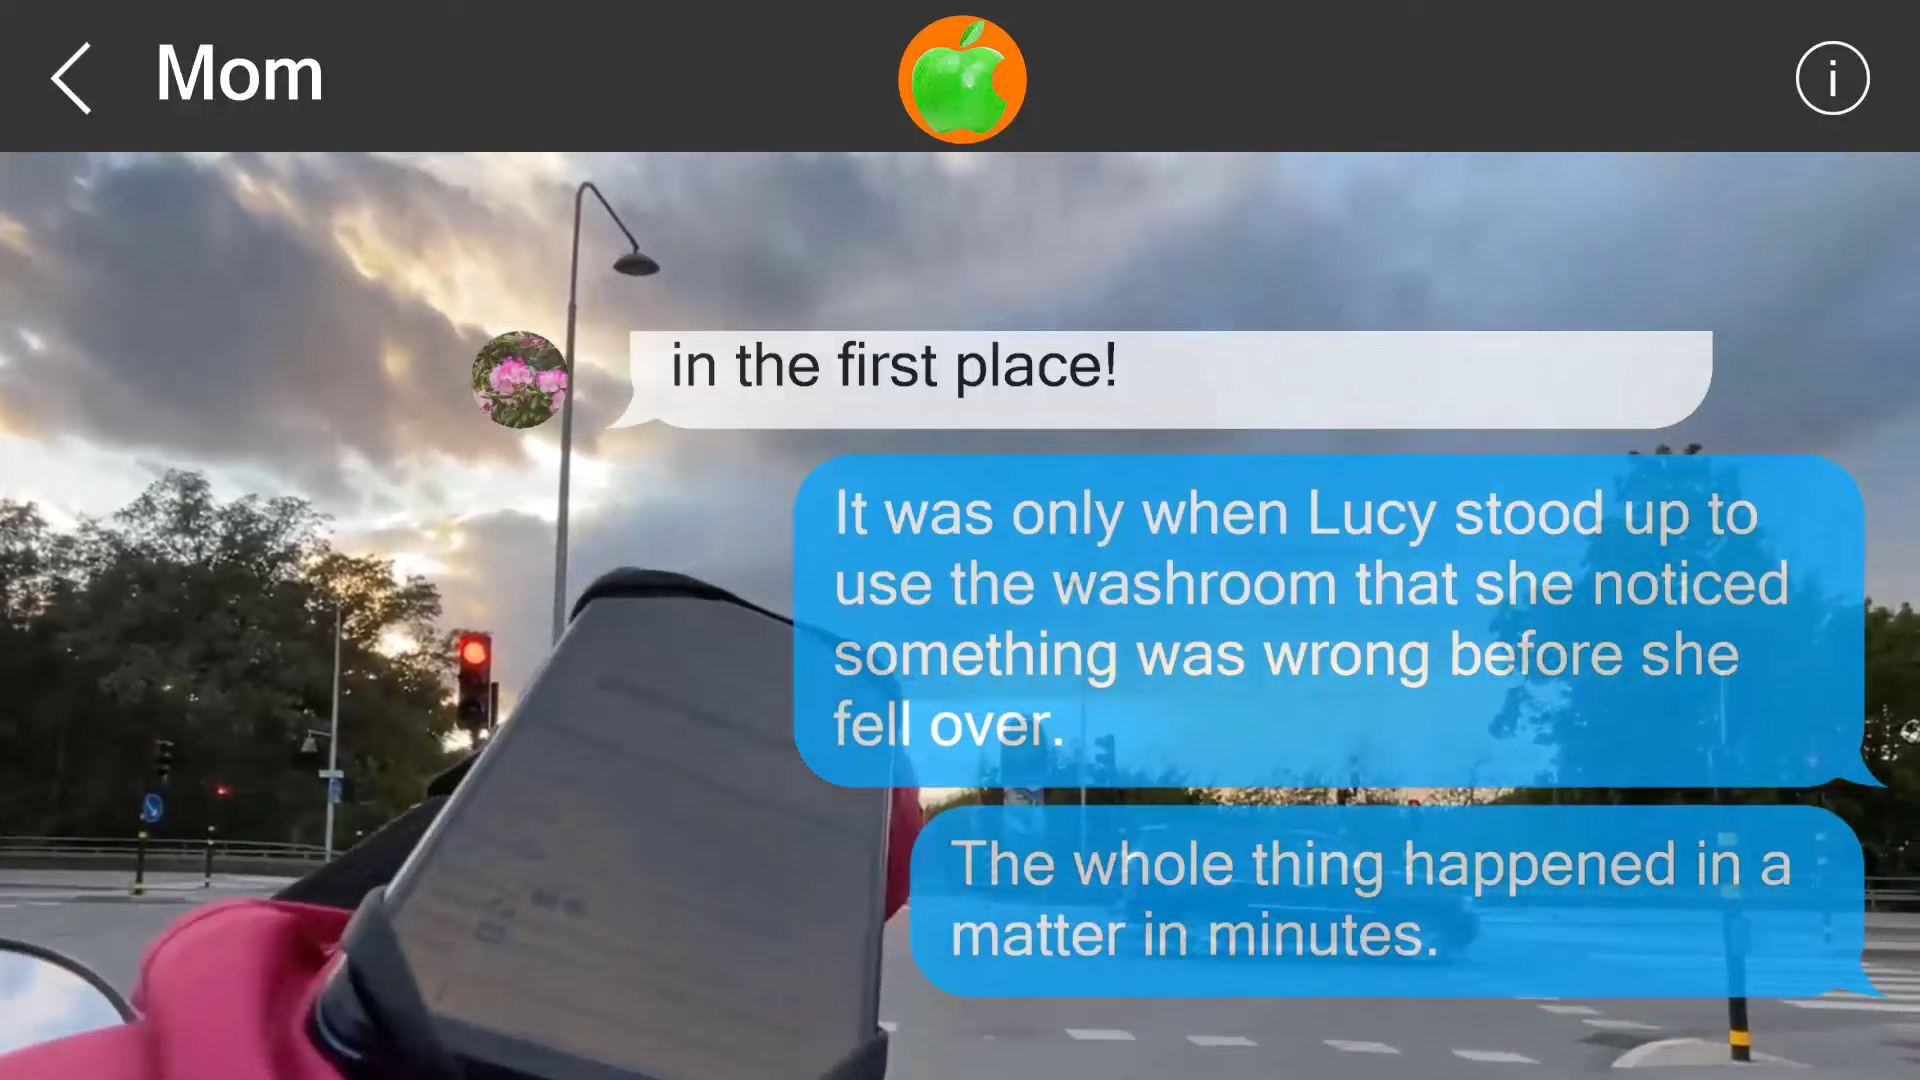 Mom
in the first place!
It was only when Lucy stood up to
use the washroom that she noticed
something was wrong before she
fell over.
The whole thing happened in a
matter in minutes.